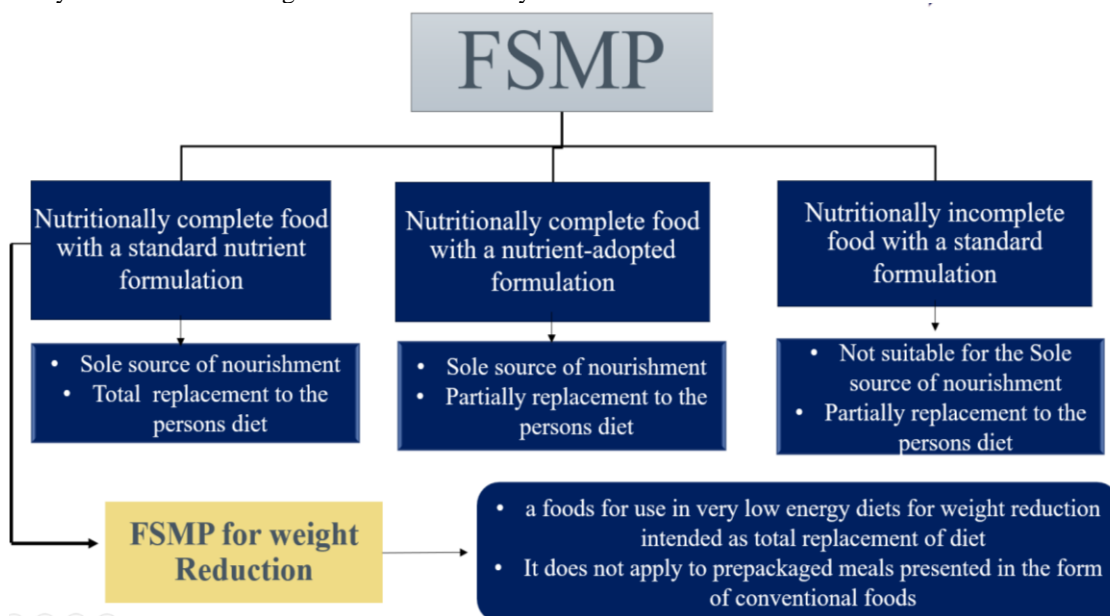 FSMP
Nutritionally complete food
with a standard nutrient
formulation
Nutritionally complete food
with a nutrient-adopted
formulation
Nutritionally incomplete
food with a standard
formulation
• Sole source of nourishment
• Total replacement to the
persons diet
• Sole source of nourishment
• Partially replacement to the
persons diet
• Not suitable for the Sole
source of nourishment
• Partially replacement to the
persons diet
FSMP for weight
Reduction
• a foods for use in very low energy diets for weight reduction
intended as total replacement of diet
• It does not apply to prepackaged meals presented in the form
of conventional foods